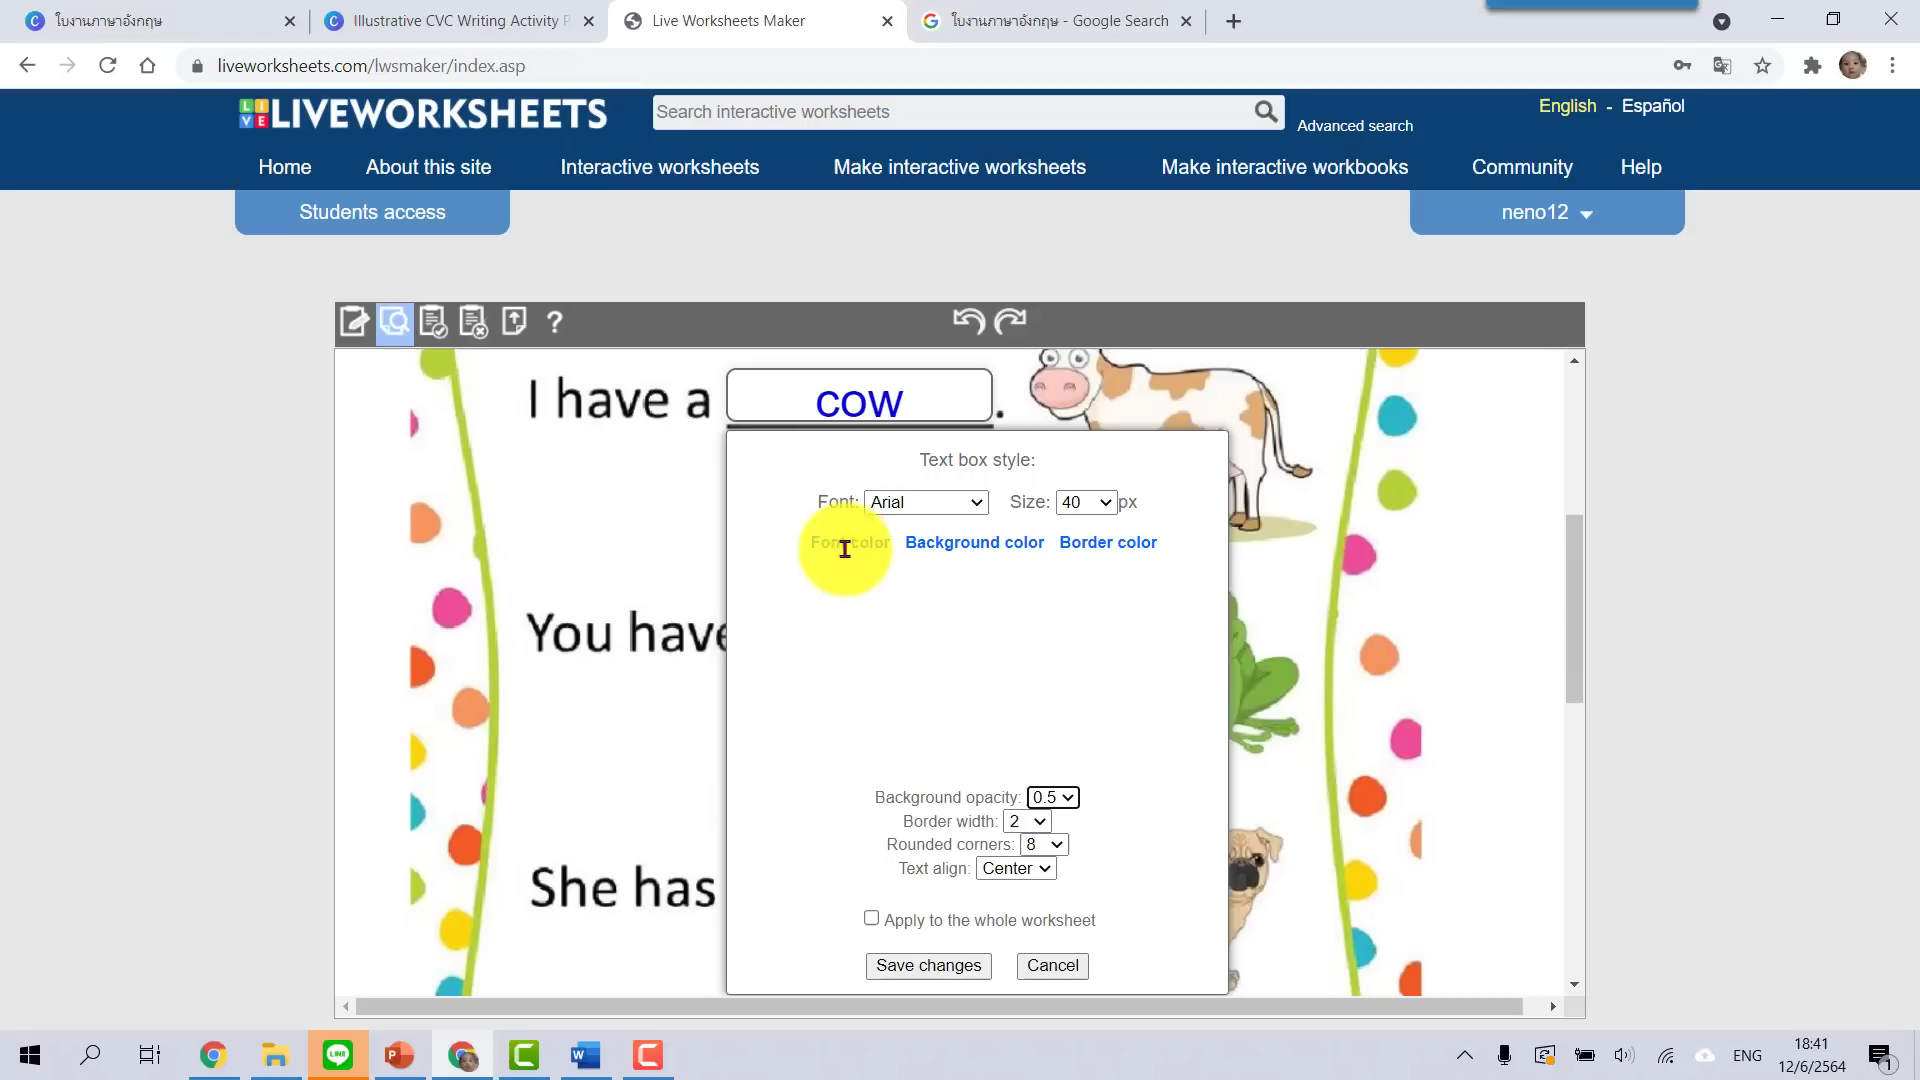 ใบงานภาษาอังกฤษ
Illustrative CVC Writing Activity P
Live Worksheets Maker
ใบงานภาษาอังกฤษ - Google Search
liveworksheets.com/lwsmaker/index.asp
LIVE
LIVEWORKSHEETS
Search interactive worksheets
Advanced search
English - Español
Home
About this site
Interactive worksheets
Make interactive worksheets
Make interactive workbooks
Community
Help
Students access
neno12
?
I have a cow .
Text box style:
Font: Arial Size: 40 px
Font color Background color Border color
You have
Background opacity: 0.5
Border width: 2
Rounded corners: 8
She has
Text align: Center
Apply to the whole worksheet
Save changes Cancel
LINE
ENG
18:41
12/6/2564
1